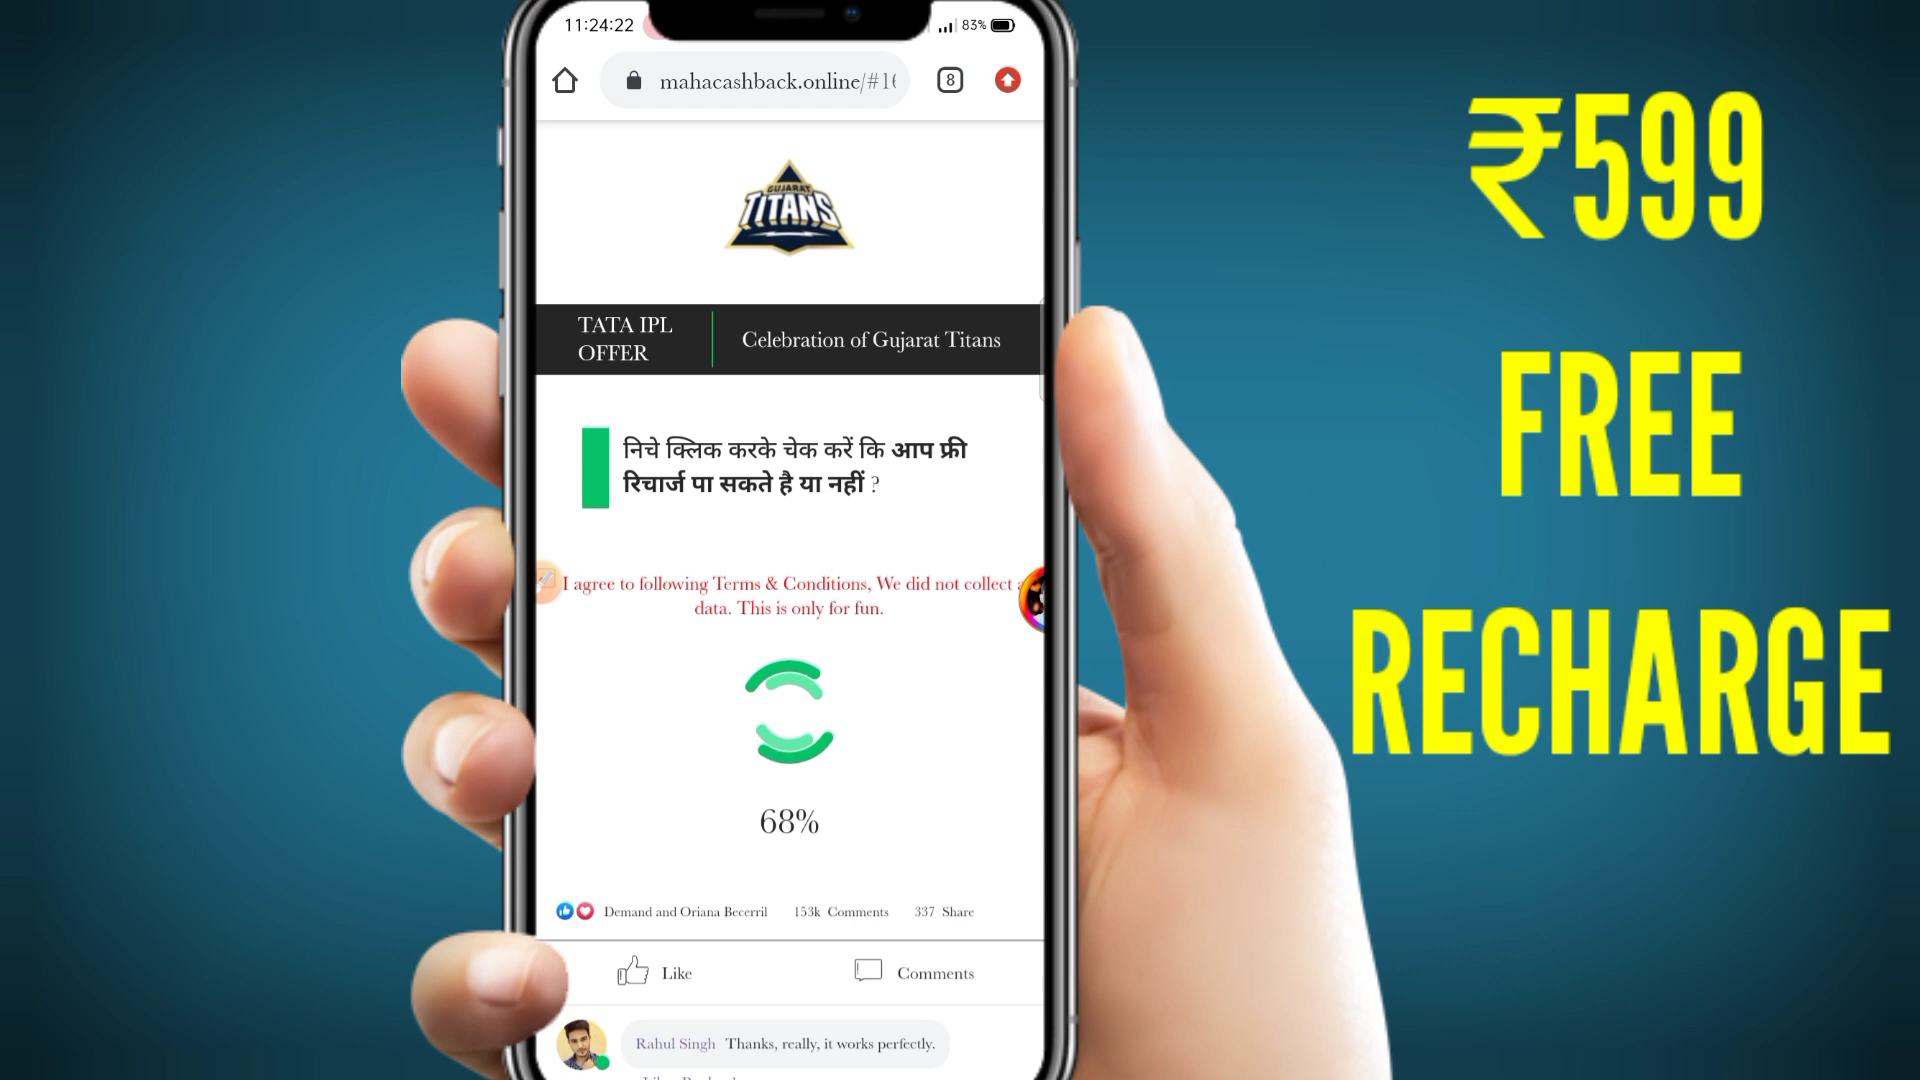 11:24:22
83%
mahacashback.online/#16
8
GUJARAT
TITANS
TATA IPL
OFFER
Celebration of Gujarat Titans
निचे क्लिक करके चेक करें कि आप फ्री
रिचार्ज पा सकते है या नहीं ?
I agree to following Terms & Conditions, We did not collect
data. This is only for fun.
68%
Demand and Oriana Becerril 153k Comments 337 Share
Like
Comments
Rahul Singh Thanks, really, it works perfectly.
₹599
FREE
RECHARGE